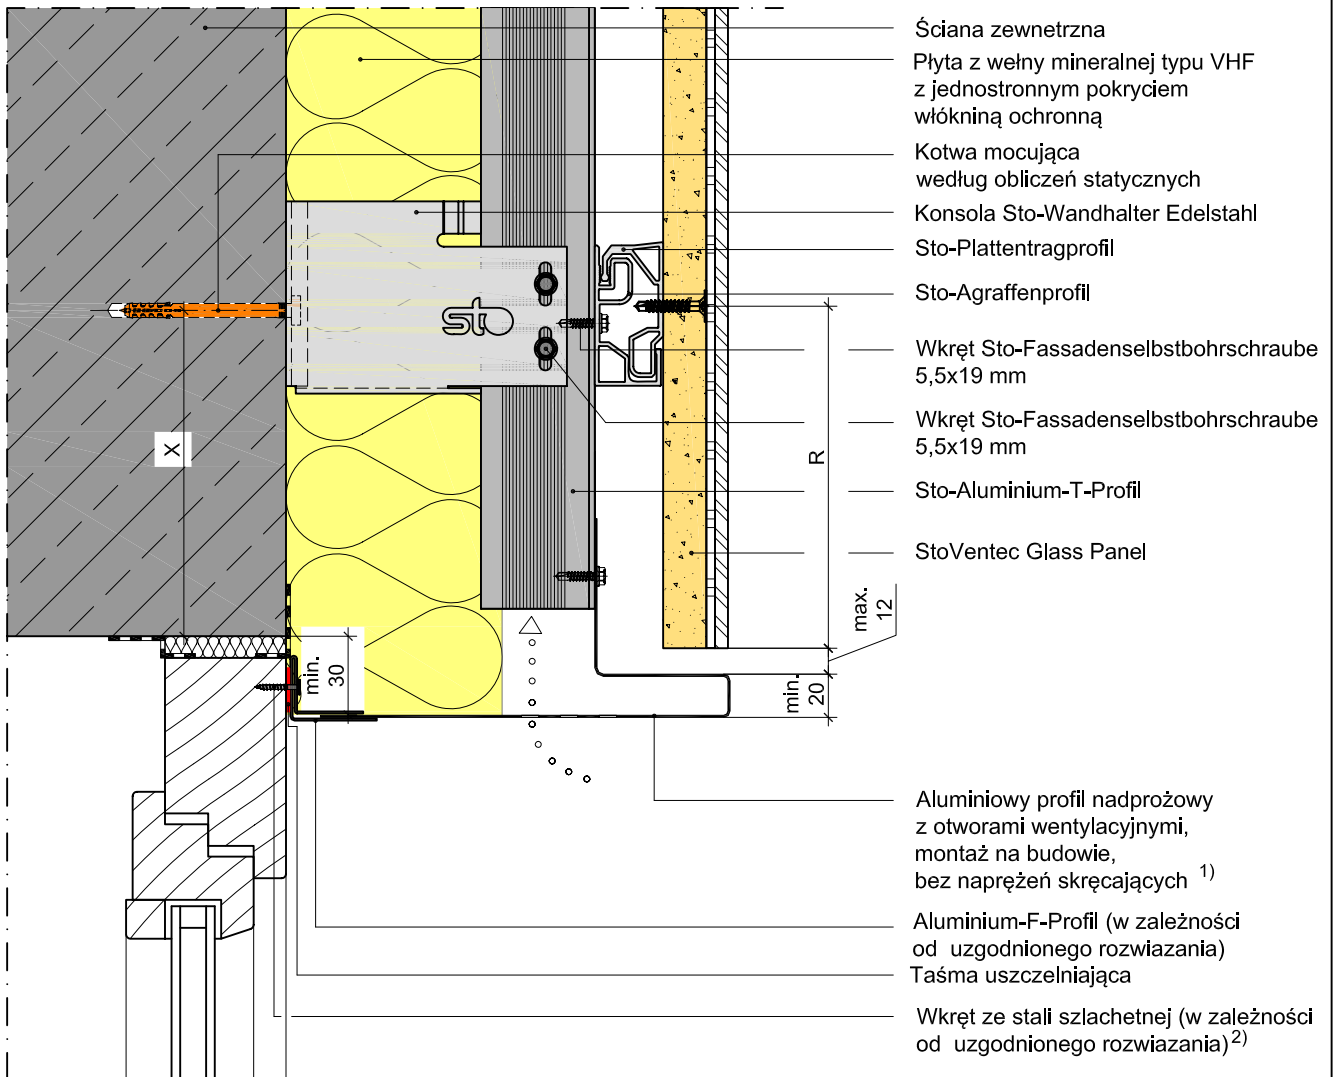 Ściana zewnetrzna
Płyta z wełny mineralnej typu VHF
z jednostronnym pokryciem
włókniną ochronną
Kotwa mocująca
według obliczeń statycznych
Konsola Sto-Wandhalter Edelstahl
Sto-Plattentragprofil
Sto-Agraffenprofil
sto
Wkręt Sto-Fassadenselbstbohrschraube
5,5x19 mm
Wkręt Sto-Fassadenselbstbohrschraube
5,5x19 mm
X
R
Sto-Aluminium-T-Profil
StoVentec Glass Panel
max.
12
min.
30
min.
20
Aluminiowy profil nadprożowy
z otworami wentylacyjnymi,
montaż na budowie,
bez naprężeń skręcających 1)
Aluminium-F-Profil (w zależności
od uzgodnionego rozwiazania)
Taśma uszczelniająca
Wkręt ze stali szlachetnej (w zależności
od uzgodnionego rozwiazania) 2)